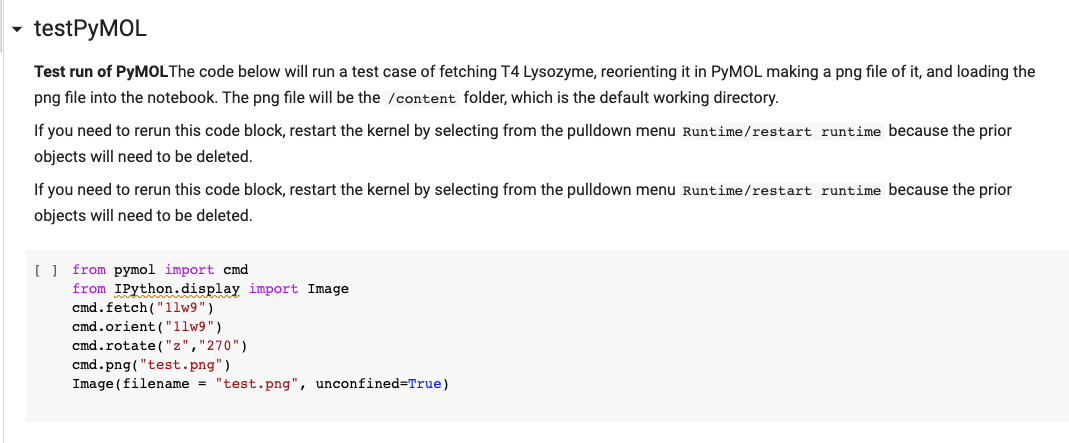 testPyMOL
Test run of PyMOLThe code below will run a test case of fetching T4 Lysozyme, reorienting it in PyMOL making a png file of it, and loading the
png file into the notebook. The png file will be the /content folder, which is the default working directory.
If you need to rerun this code block, restart the kernel by selecting from the pulldown menu Runtime/restart runtime because the prior
objects will need to be deleted.
If you need to rerun this code block, restart the kernel by selecting from the pulldown menu Runtime/restart runtime because the prior
objects will need to be deleted.
[ ] from pymol import cmd
from IPython.display import Image
cmd.fetch("1lw9")
cmd.orient("1lw9")
cmd.rotate("z","270")
cmd.png("test.png")
Image(filename = "test.png", unconfined=True)